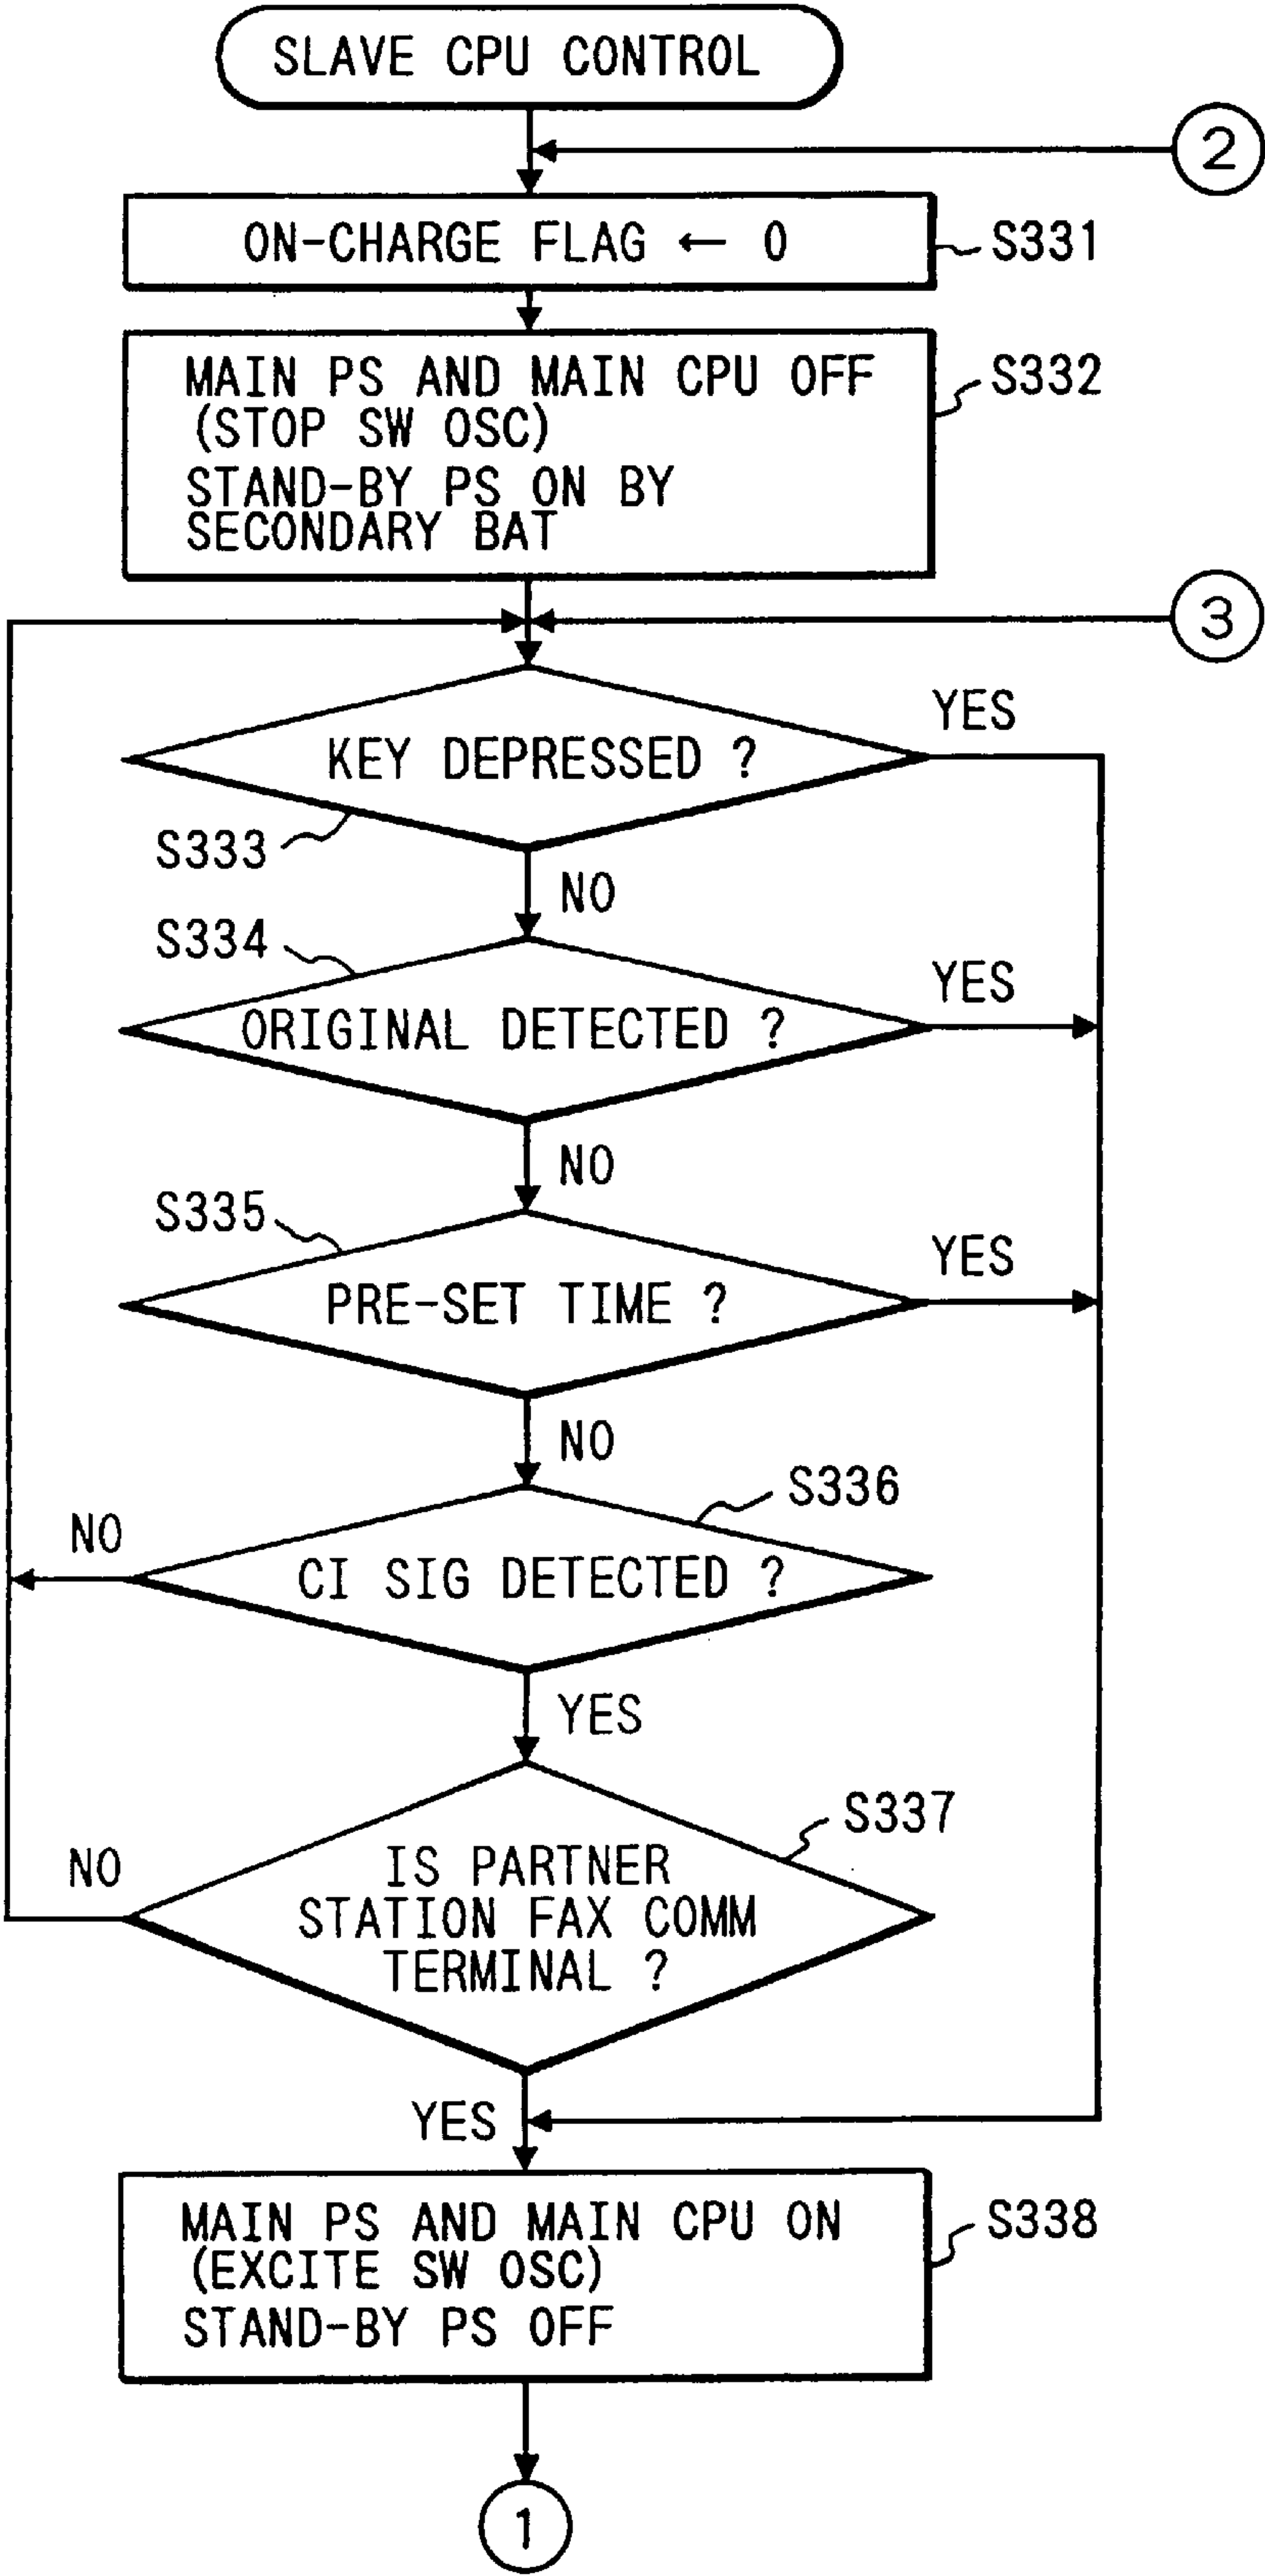 SLAVE CPU CONTROL
2
ON-CHARGE FLAG ← 0
S331
MAIN PS AND MAIN CPU OFF
(STOP SW OSC)
STAND-BY PS ON BY
SECONDARY BAT
S332
3
KEY DEPRESSED ?
YES
S333
NO
S334
ORIGINAL DETECTED ?
YES
NO
S335
PRE-SET TIME ?
YES
NO
S336
CI SIG DETECTED ?
NO
YES
S337
IS PARTNER
STATION FAX COMM
TERMINAL ?
NO
YES
MAIN PS AND MAIN CPU ON
(EXCITE SW OSC)
STAND-BY PS OFF
S338
1